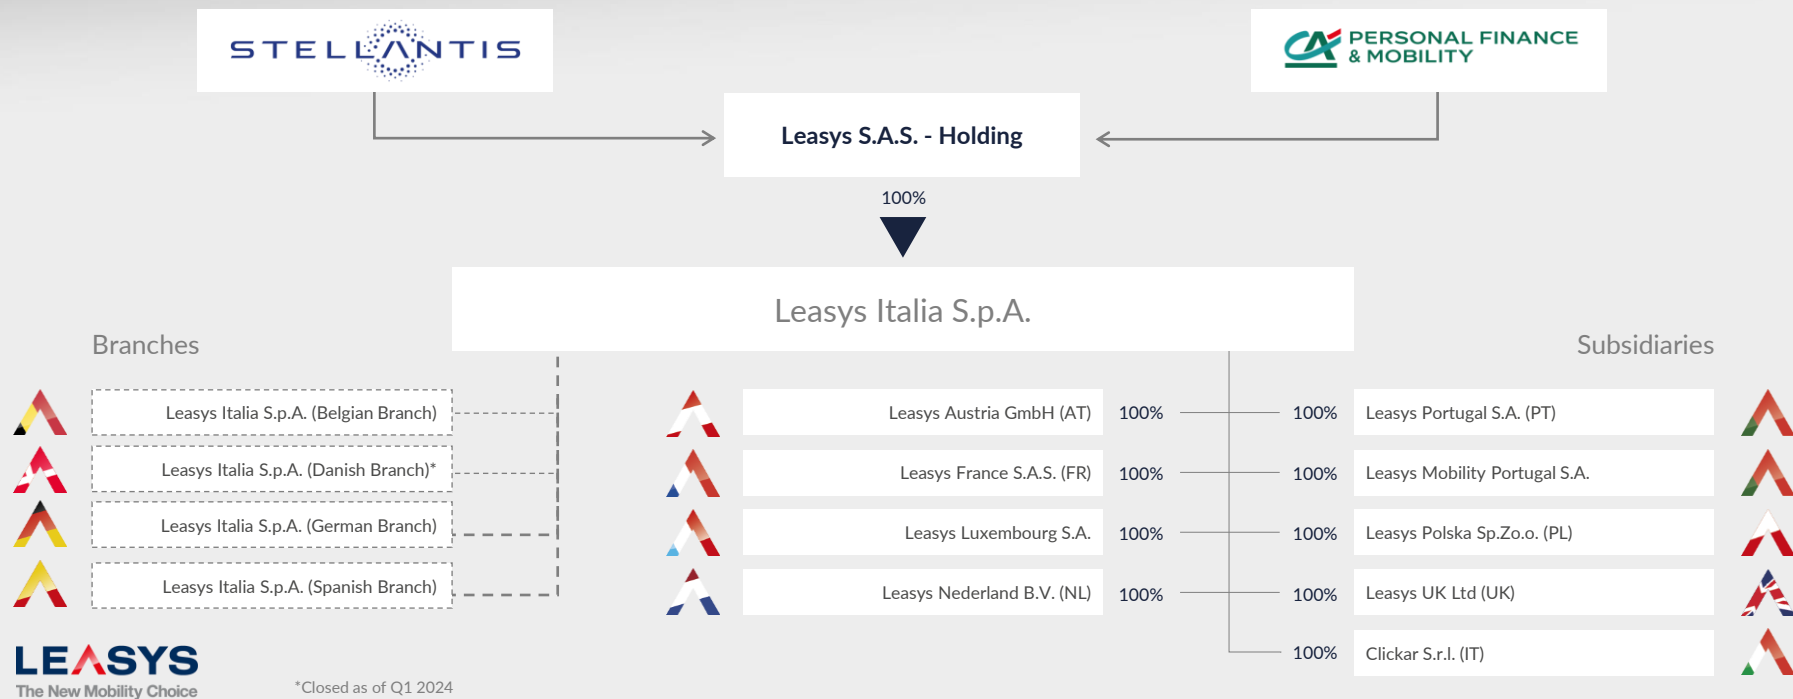 STELLANTIS
CA PERSONAL FINANCE
& MOBILITY
Leasys S.A.S. - Holding
100%
Leasys Italia S.p.A.
Branches
Subsidiaries
Leasys Italia S.p.A. (Belgian Branch)
Leasys Austria GmbH (AT) 100%
100% Leasys Portugal S.A. (PT)
Leasys Italia S.p.A. (Danish Branch)*
Leasys France S.A.S. (FR) 100%
100% Leasys Mobility Portugal S.A.
Leasys Italia S.p.A. (German Branch)
Leasys Luxembourg S.A. 100%
100% Leasys Polska Sp.Zo.o. (PL)
Leasys Italia S.p.A. (Spanish Branch)
Leasys Nederland B.V. (NL) 100%
100% Leasys UK Ltd (UK)
100% Clickar S.r.l. (IT)
LEASYS
The New Mobility Choice
*Closed as of Q1 2024